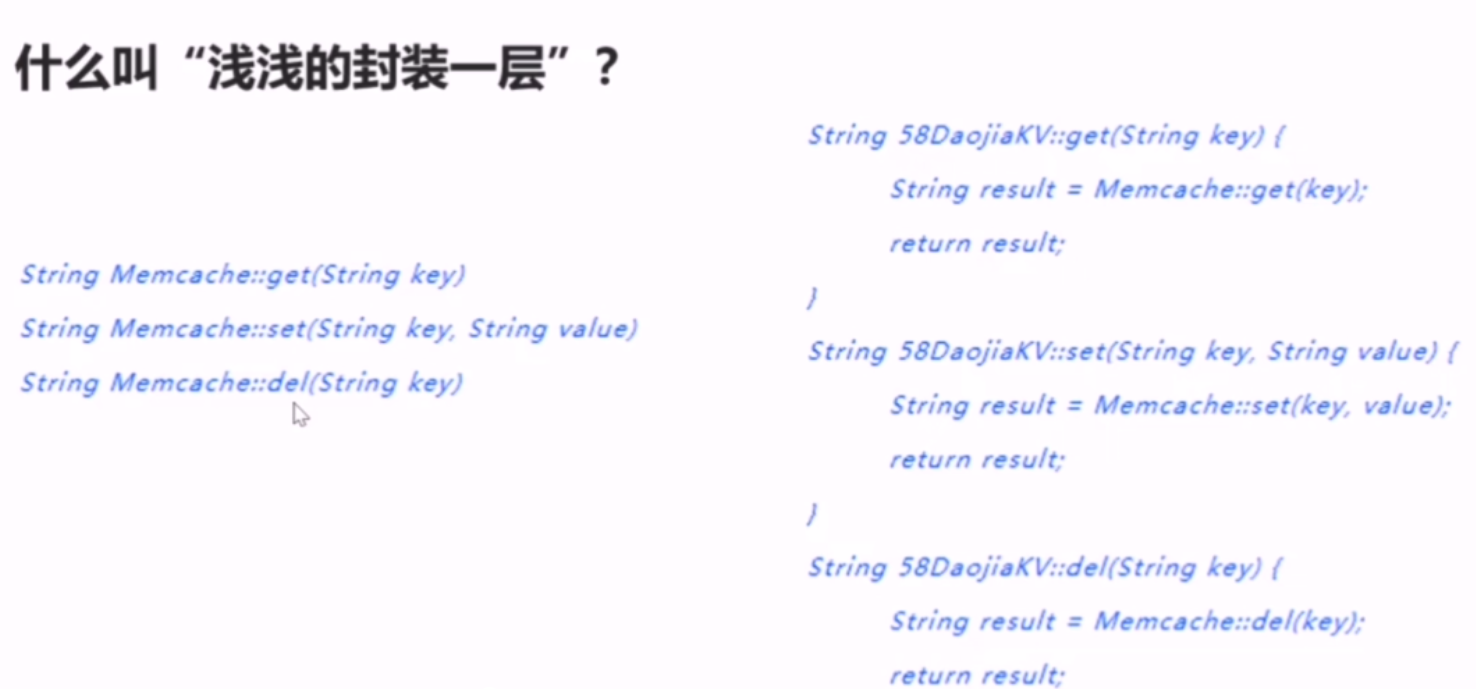 什么叫“浅浅的封装一层”?
String Memcache::get(String key)
String Memcache::set(String key, String value)
String Memcache::del(String key)
String 58DaojiaKV::get(String key) {
String result = Memcache::get(key);
return result;
}
String 58DaojiaKV::set(String key, String value) {
String result = Memcache::set(key, value);
return result;
}
String 58DaojiaKV::del(String key) {
String result = Memcache::del(key);
return result;